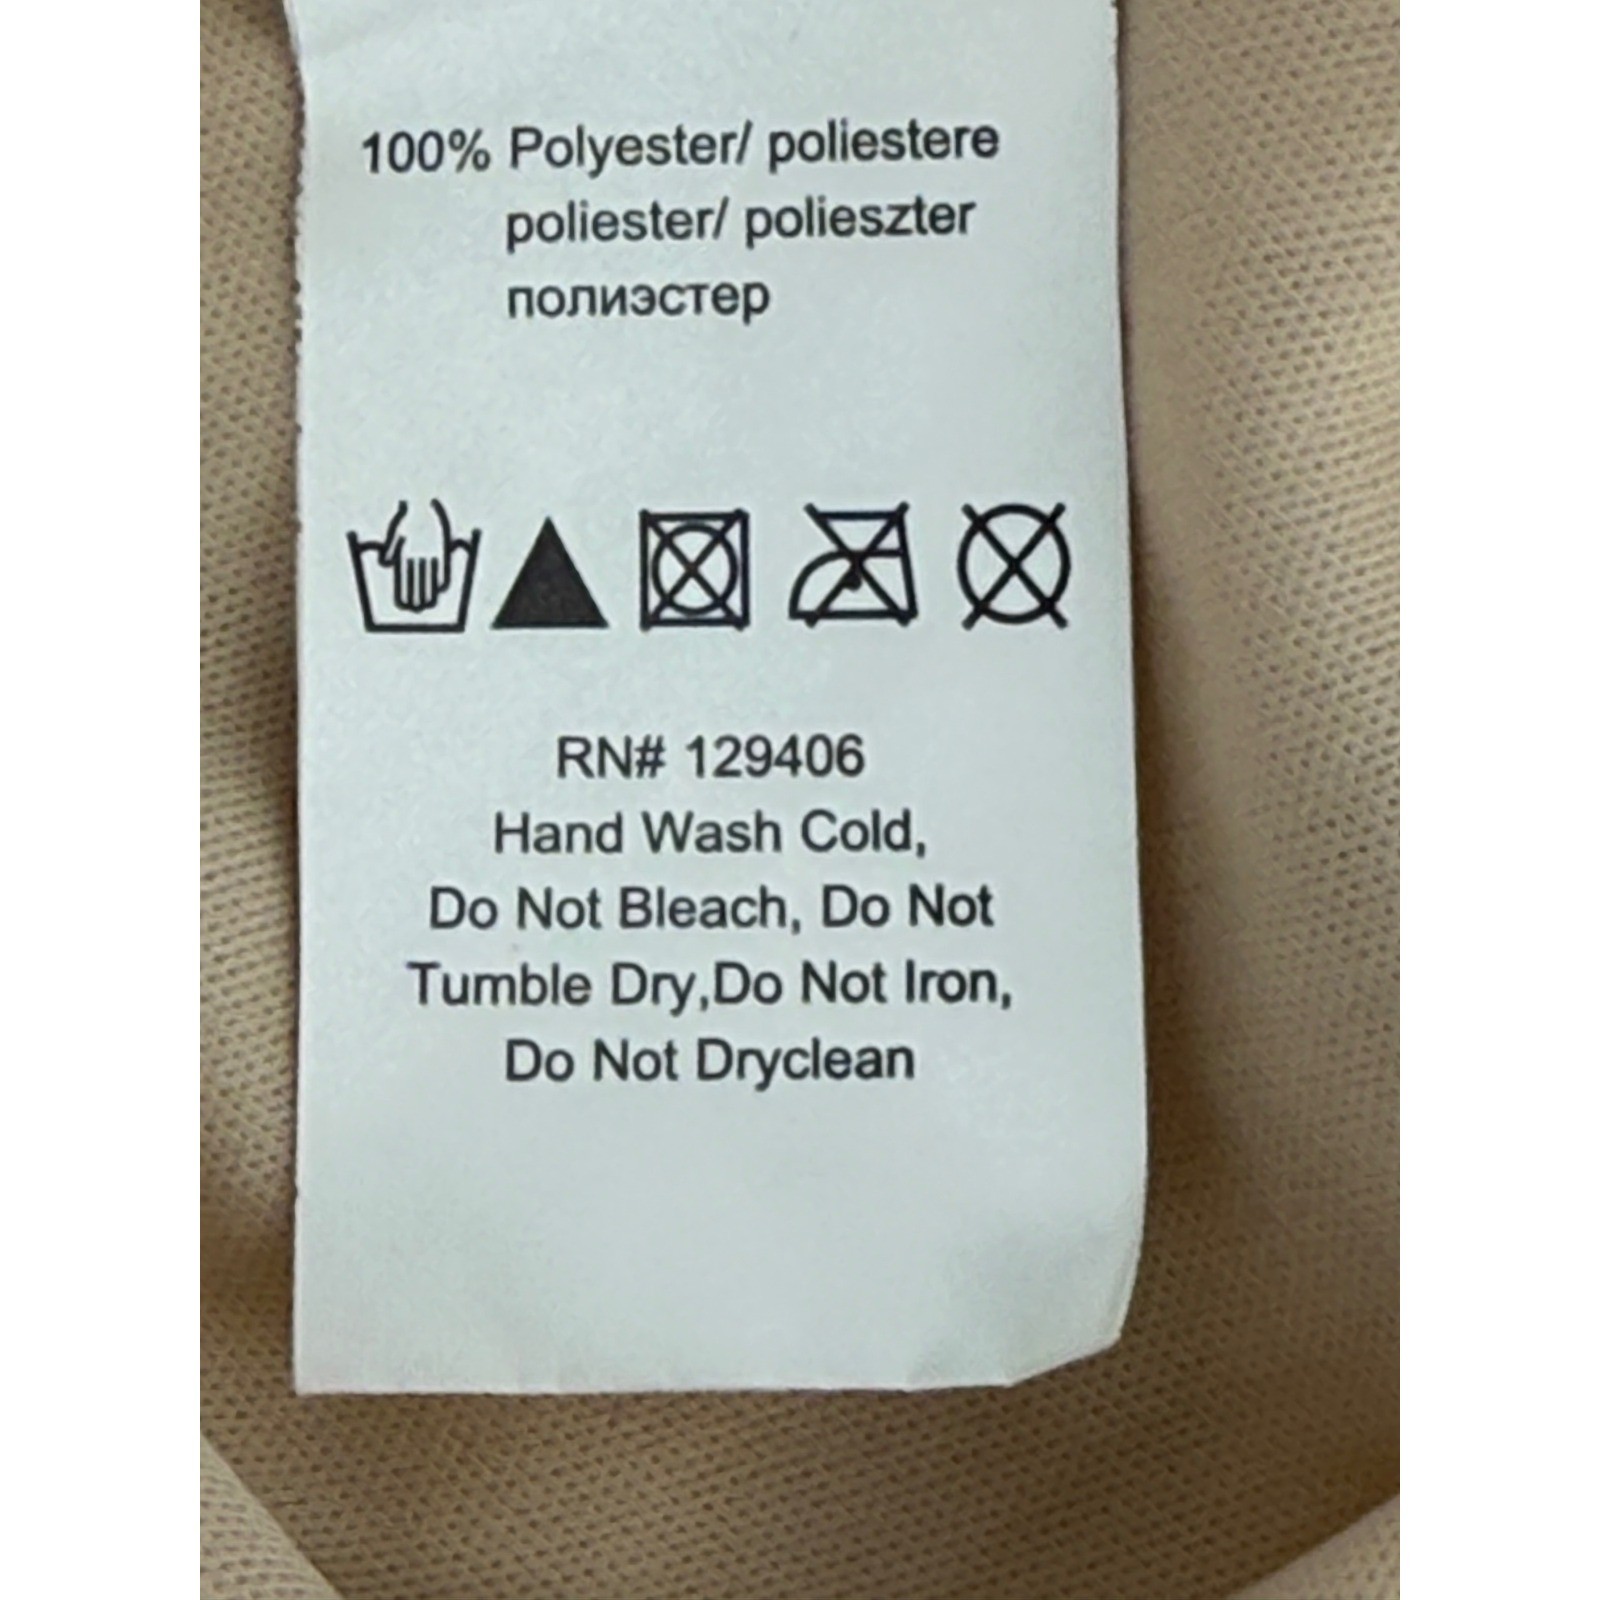 100% Polyester/ poliestere
poliester/ polieszter
полиэстер
RN# 129406
Hand Wash Cold,
Do Not Bleach, Do Not
Tumble Dry,Do Not Iron,
Do Not Dryclean